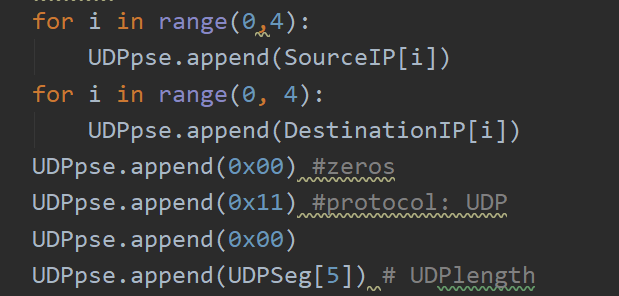 for i in range(0,4):
    UDPpse.append(SourceIP[i])
for i in range(0, 4):
    UDPpse.append(DestinationIP[i])
UDPpse.append(0x00) #zeros
UDPpse.append(0x11) #protocol: UDP
UDPpse.append(0x00)
UDPpse.append(UDPSeg[5]) # UDPlength